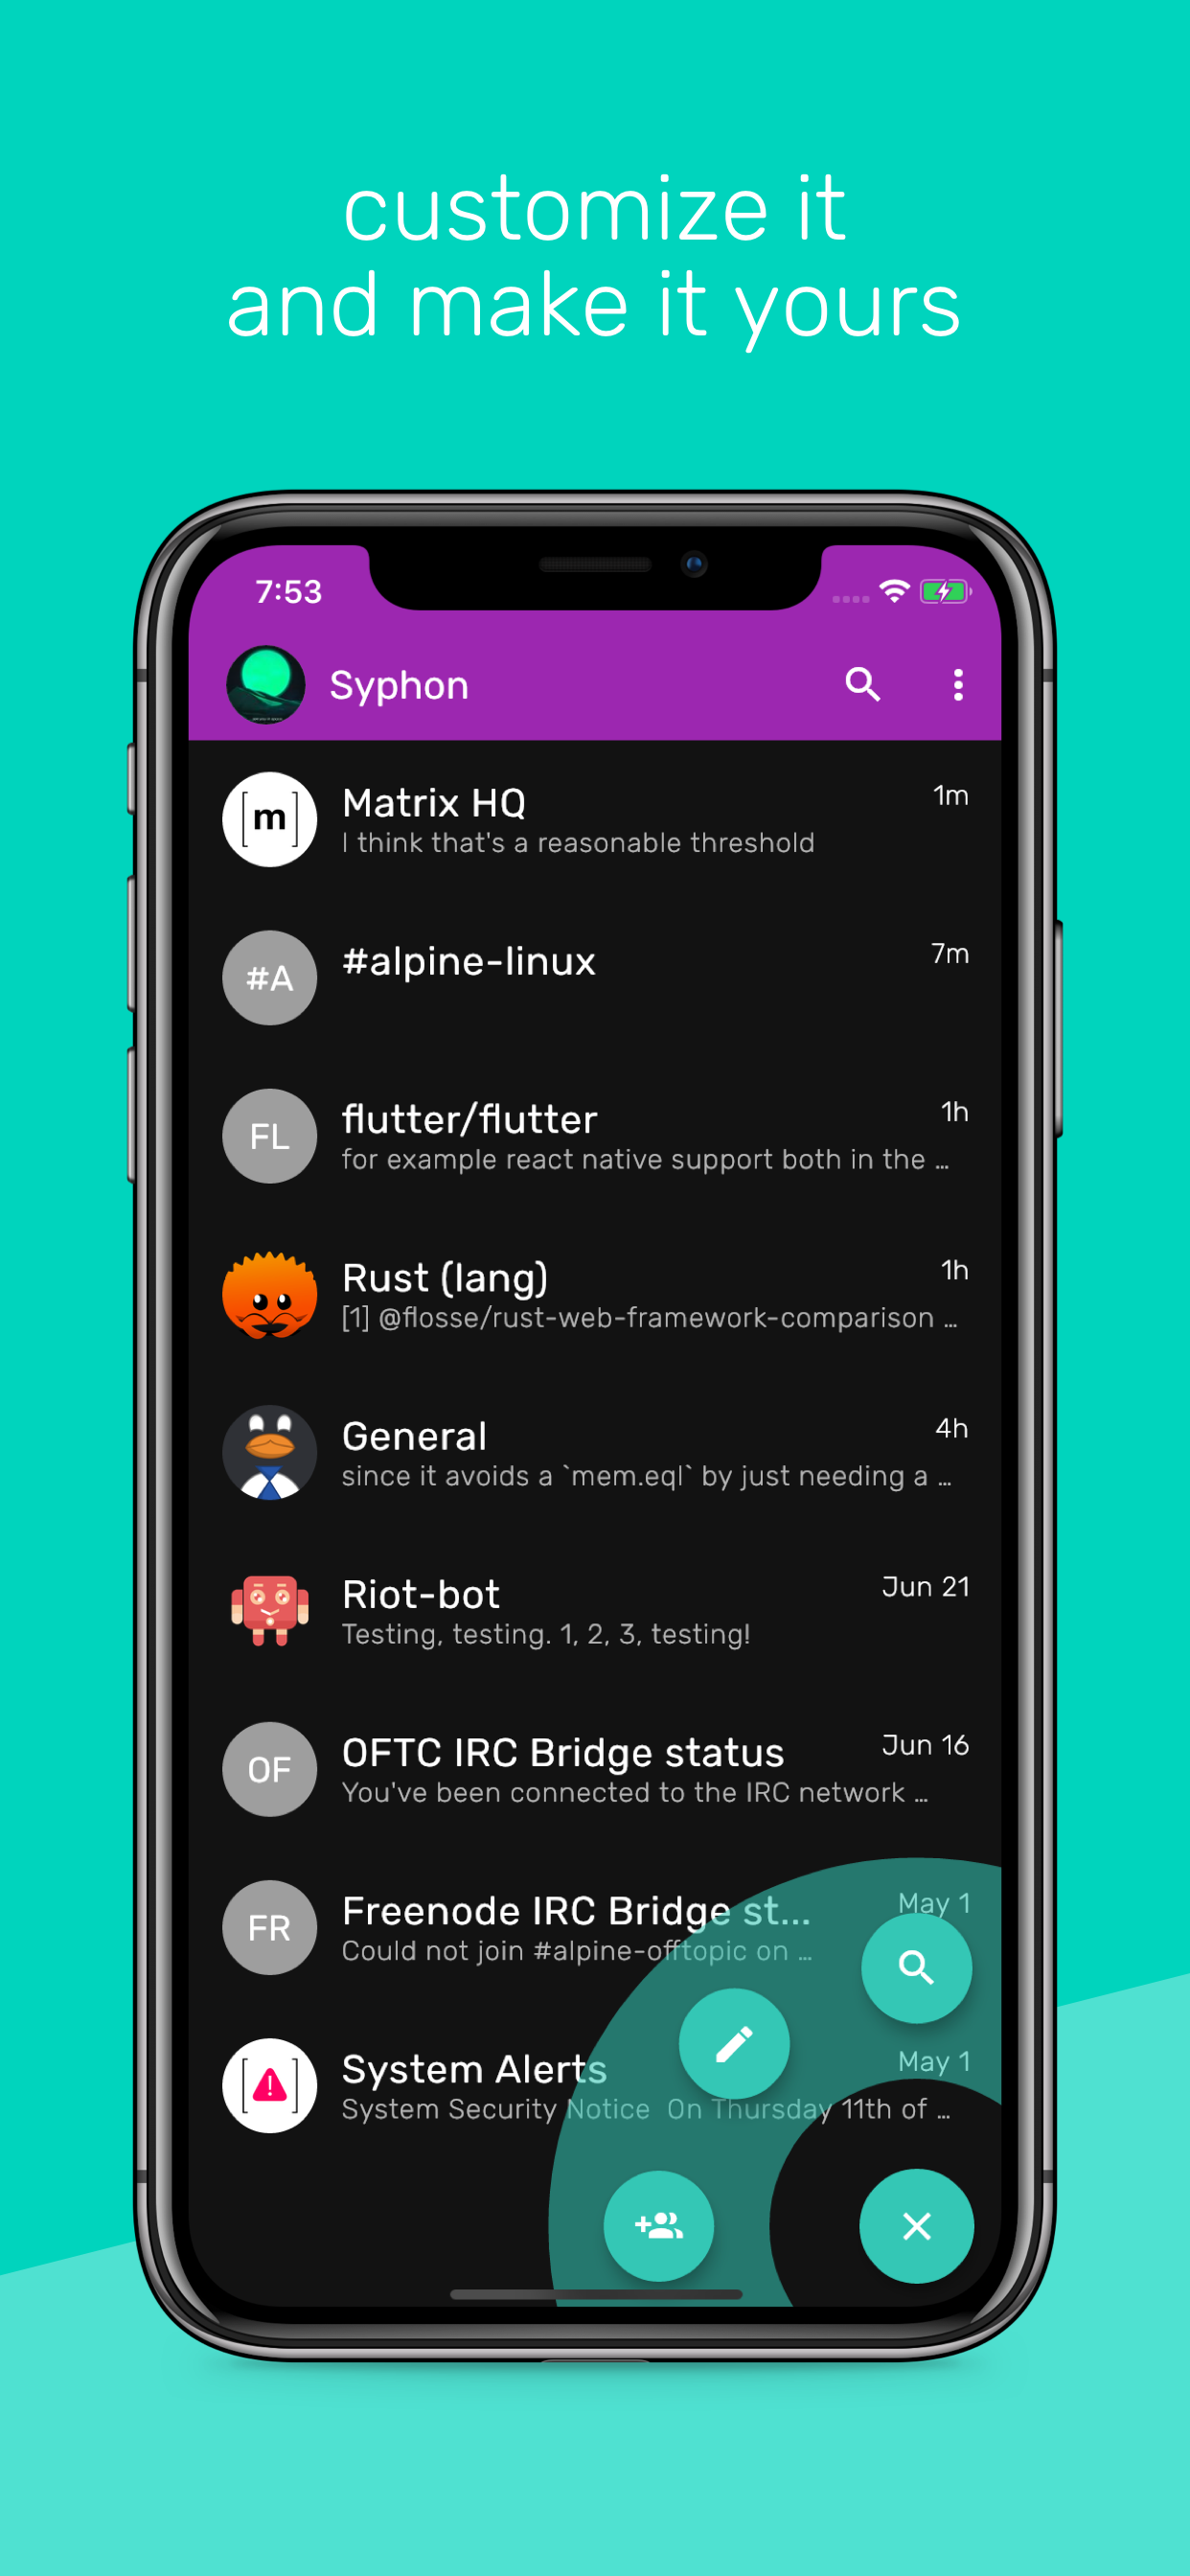 customize it
and make it yours
7:53
Syphon
[m]
Matrix HQ
1m
I think that's a reasonable threshold
#A
#alpine-linux
7m
FL
flutter/flutter
1h
for example react native support both in the …
Rust (lang)
1h
[1] @flosse/rust-web-framework-comparison …
General
4h
since it avoids a `mem.eql` by just needing a …
Riot-bot
Jun 21
Testing, testing. 1, 2, 3, testing!
OF
OFTC IRC Bridge status
Jun 16
You've been connected to the IRC network …
FR
Freenode IRC Bridge st...
May 1
Could not join #alpine-offtopic on …
[!]
System Alerts
May 1
System Security Notice On Thursday 11th of …